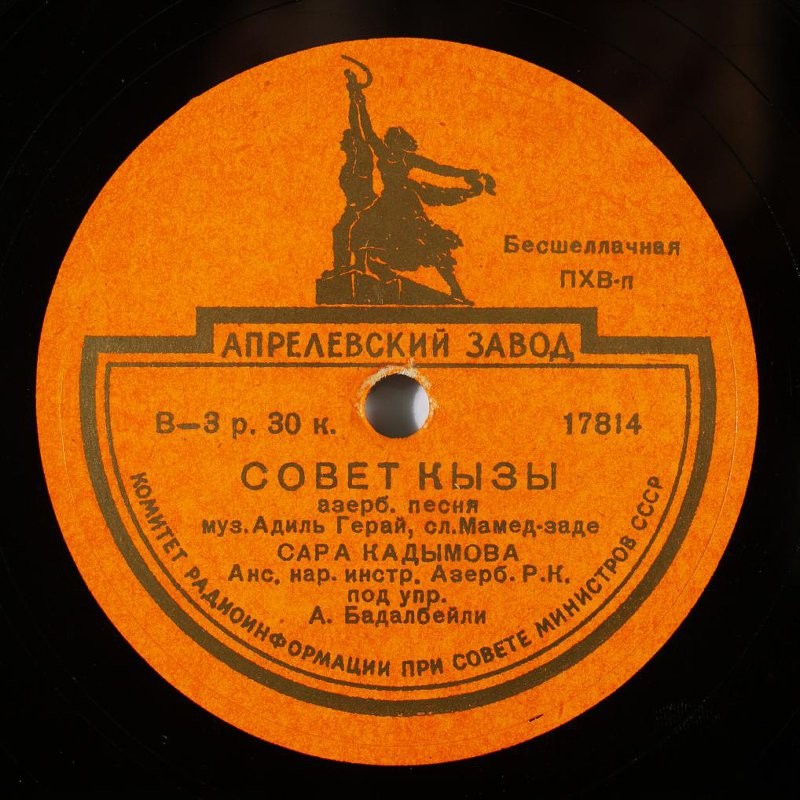 Бесшеллачная
ПХВ-п
АПРЕЛЕВСКИЙ ЗАВОД
В—3 р. 30 к.
17814
СОВЕТ КЫЗЫ
азерб. песня
муз. Адиль Герай, сл. Мамед-заде
САРА КАДЫМОВА
Анс. нар. инстр. Азерб. Р.К.
под упр.
А. Бадалбейли
КОМИТЕТ РАДИОИНФОРМАЦИИ ПРИ СОВЕТЕ МИНИСТРОВ СССР